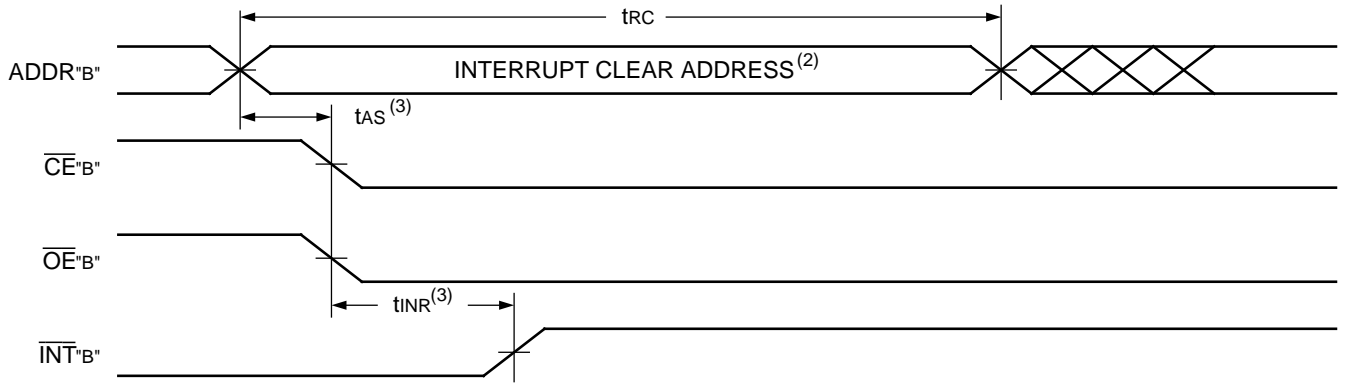 tRC
ADDR"B"
INTERRUPT CLEAR ADDRESS(2)
tAS(3)
CE"B"
OE"B"
tINR(3)
INT"B"